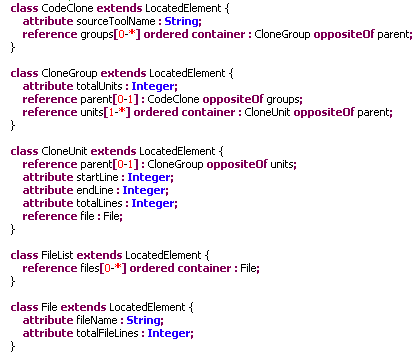 class CodeClone extends LocatedElement {
attribute sourceToolName : String;
reference groups[0-*] ordered container : CloneGroup oppositeOf parent;
}
class CloneGroup extends LocatedElement {
attribute totalUnits : Integer;
reference parent[0-1] : CodeClone oppositeOf groups;
reference units[1-*] ordered container : CloneUnit oppositeOf parent;
}
class CloneUnit extends LocatedElement {
reference parent[0-1] : CloneGroup oppositeOf units;
attribute startLine : Integer;
attribute endLine : Integer;
attribute totalLines : Integer;
reference file : File;
}
class FileList extends LocatedElement {
reference files[0-*] ordered container : File;
}
class File extends LocatedElement {
attribute fileName : String;
attribute totalFileLines : Integer;
}